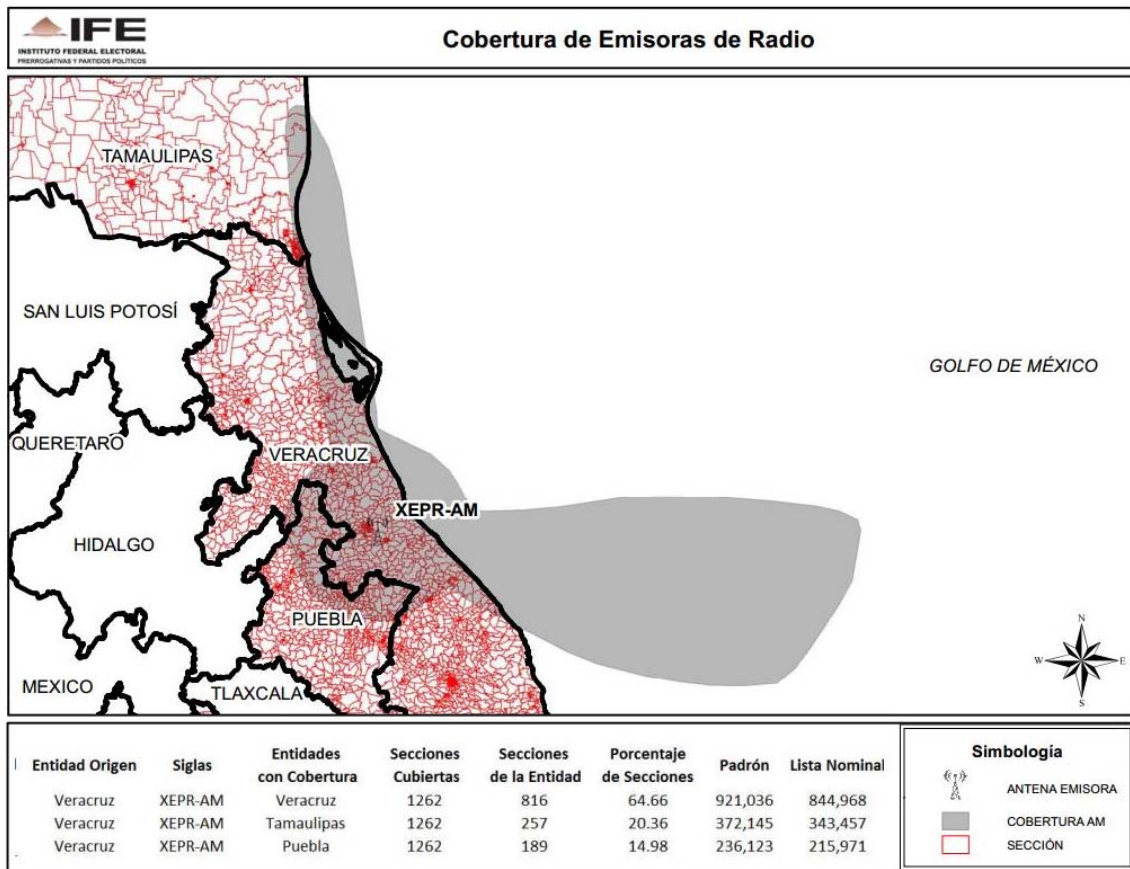 IFE
INSTITUTO FEDERAL ELECTORAL
PRERROGATIVAS Y PARTIDOS POLÍTICOS
Cobertura de Emisoras de Radio
TAMAULIPAS
SAN LUIS POTOSÍ
GOLFO DE MÉXICO
QUERETARO
VERACRUZ
XEPR-AM
HIDALGO
PUEBLA
MEXICO
TLAXCALA
N
W E
S
Entidad Origen Siglas Entidades con Cobertura Secciones Cubiertas Secciones de la Entidad Porcentaje de Secciones Padrón Lista Nominal
Veracruz XEPR-AM Veracruz 1262 816 64.66 921,036 844,968
Veracruz XEPR-AM Tamaulipas 1262 257 20.36 372,145 343,457
Veracruz XEPR-AM Puebla 1262 189 14.98 236,123 215,971
Simbología
ANTENA EMISORA
COBERTURA AM
SECCIÓN